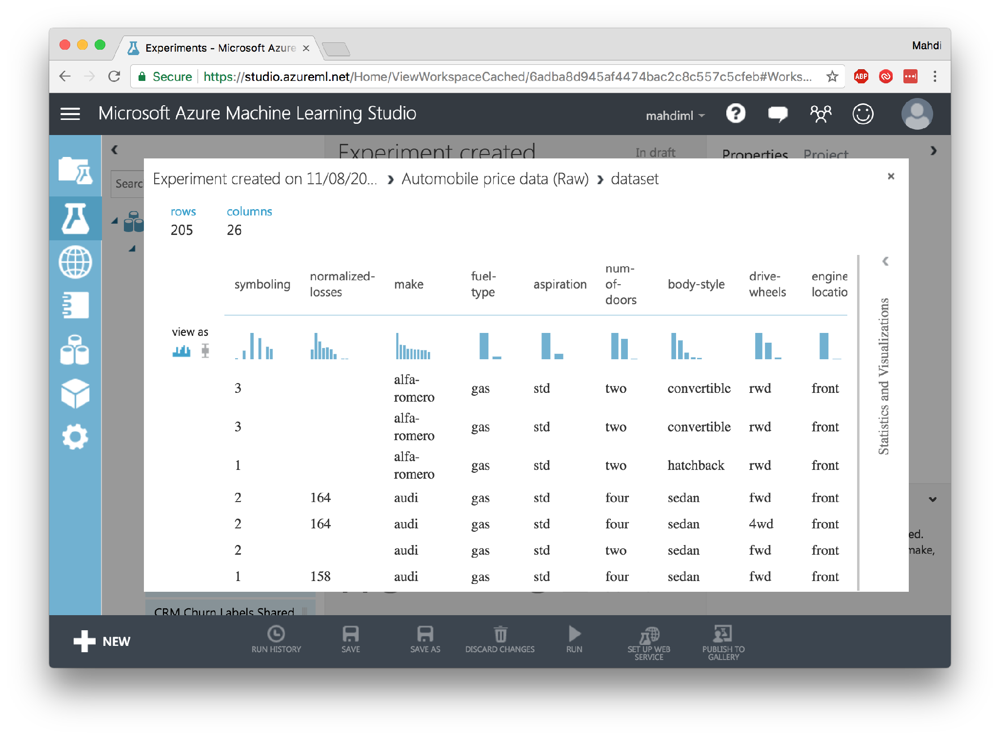 Experiments - Microsoft Azure
Mahdi
Secure
https://studio.azureml.net/Home/ViewWorkspaceCached/6adba8d945af4474bac2c8c557c5cfeb#Works...
ABP
Microsoft Azure Machine Learning Studio
mahdiml
Experiment created
In draft
Properties
Project
Searc
Experiment created on 11/08/20...
Automobile price data (Raw)
dataset
rows
columns
205
26
symboling
normalized-
losses
make
fuel-
type
aspiration
num-
of-
doors
body-style
drive-
wheels
engine
locatio
view as
Statistics and Visualizations
3 alfa-
romero gas std two convertible rwd front
3 alfa-
romero gas std two convertible rwd front
1 alfa-
romero gas std two hatchback rwd front
2 164 audi gas std four sedan fwd front
2 164 audi gas std four sedan 4wd front
2 audi gas std two sedan fwd front
1 158 audi gas std four sedan fwd front
ed.
make,
CRM Churn Labels Shared
NEW
RUN HISTORY
SAVE
SAVE AS
DISCARD CHANGES
RUN
SET UP WEB
SERVICE
PUBLISH TO
GALLERY